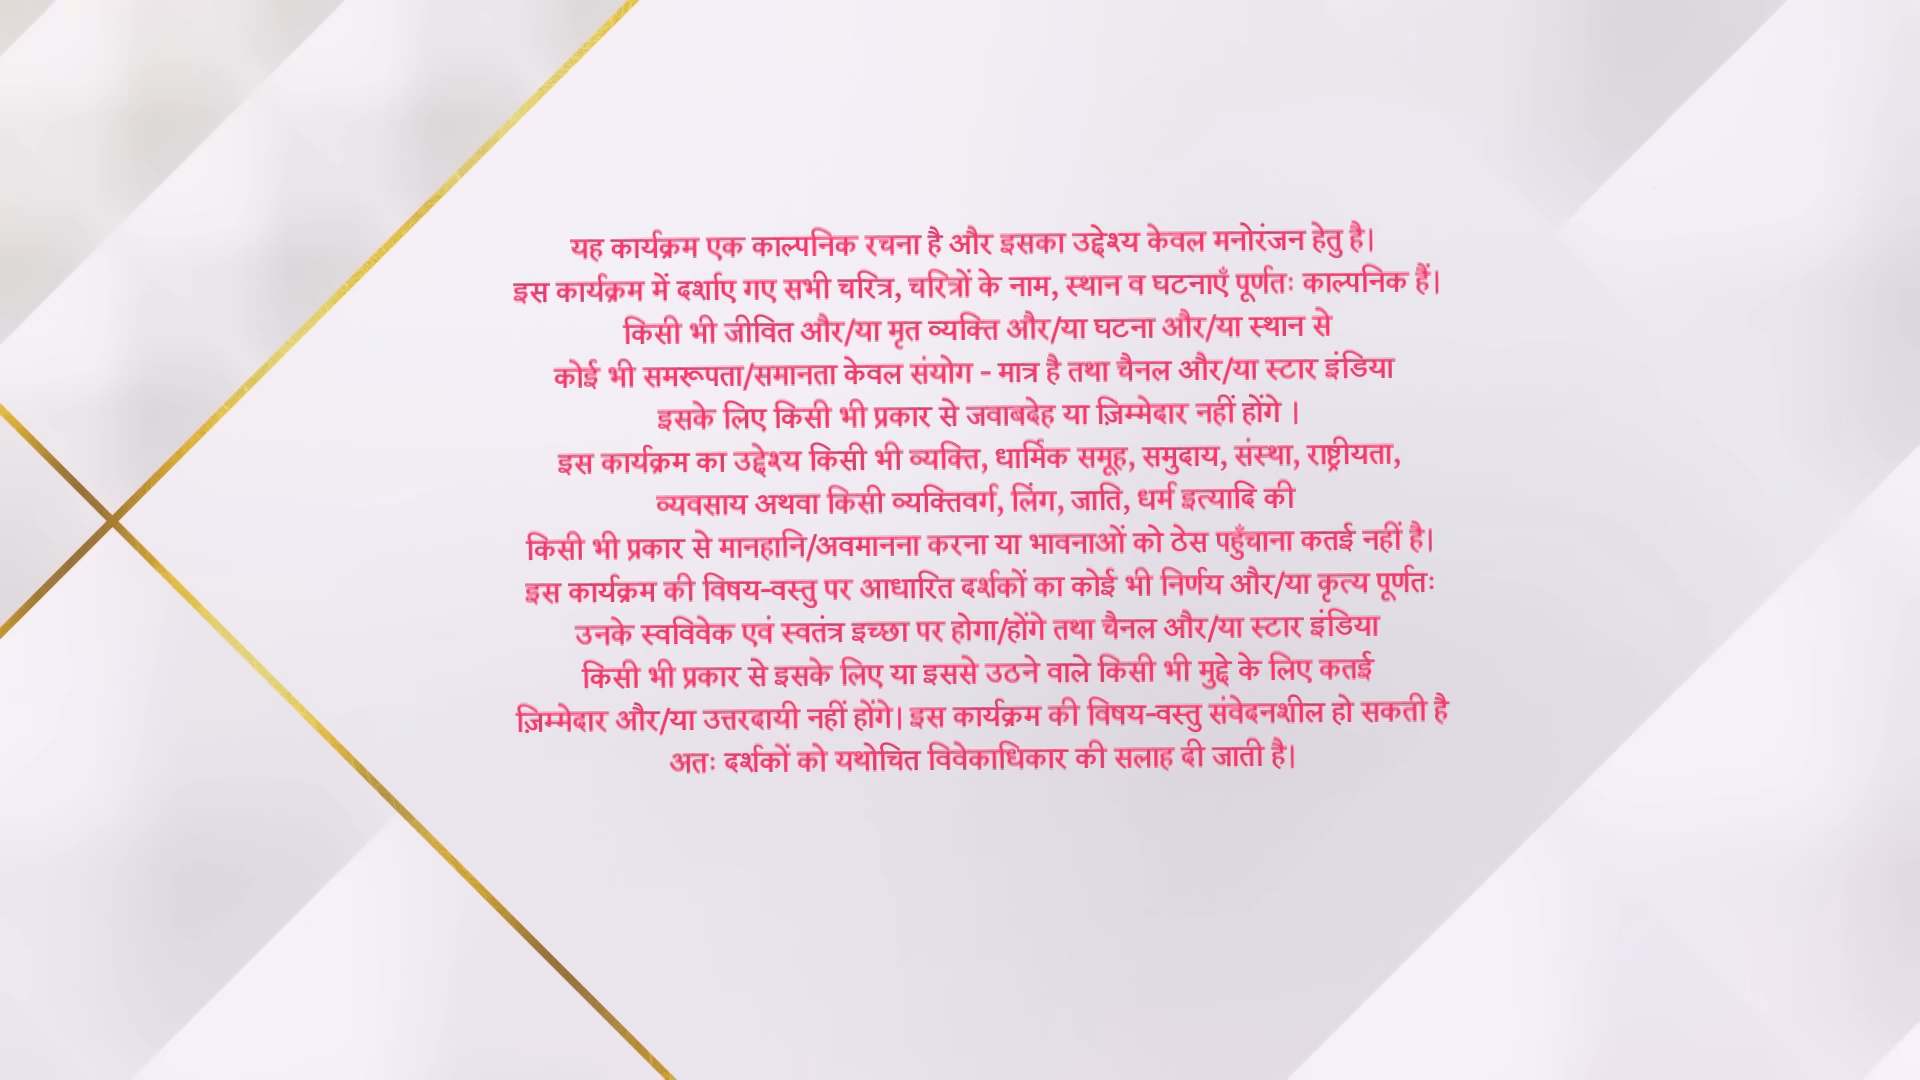 यह कार्यक्रम एक काल्पनिक रचना है और इसका उद्देश्य केवल मनोरंजन हेतु है।
इस कार्यक्रम में दर्शाए गए सभी चरित्र, चरित्रों के नाम, स्थान व घटनाएँ पूर्णतः काल्पनिक हैं।
किसी भी जीवित और/या मृत व्यक्ति और/या घटना और/या स्थान से
कोई भी समरूपता/समानता केवल संयोग - मात्र है तथा चैनल और/या स्टार इंडिया
इसके लिए किसी भी प्रकार से जवाबदेह या ज़िम्मेदार नहीं होंगे ।
इस कार्यक्रम का उद्देश्य किसी भी व्यक्ति, धार्मिक समूह, समुदाय, संस्था, राष्ट्रीयता,
व्यवसाय अथवा किसी व्यक्तिवर्ग, लिंग, जाति, धर्म इत्यादि की
किसी भी प्रकार से मानहानि/अवमानना करना या भावनाओं को ठेस पहुँचाना कतई नहीं है।
इस कार्यक्रम की विषय-वस्तु पर आधारित दर्शकों का कोई भी निर्णय और/या कृत्य पूर्णतः
उनके स्वविवेक एवं स्वतंत्र इच्छा पर होगा/होंगे तथा चैनल और/या स्टार इंडिया
किसी भी प्रकार से इसके लिए या इससे उठने वाले किसी भी मुद्दे के लिए कतई
ज़िम्मेदार और/या उत्तरदायी नहीं होंगे। इस कार्यक्रम की विषय-वस्तु संवेदनशील हो सकती है
अतः दर्शकों को यथोचित विवेकाधिकार की सलाह दी जाती है।